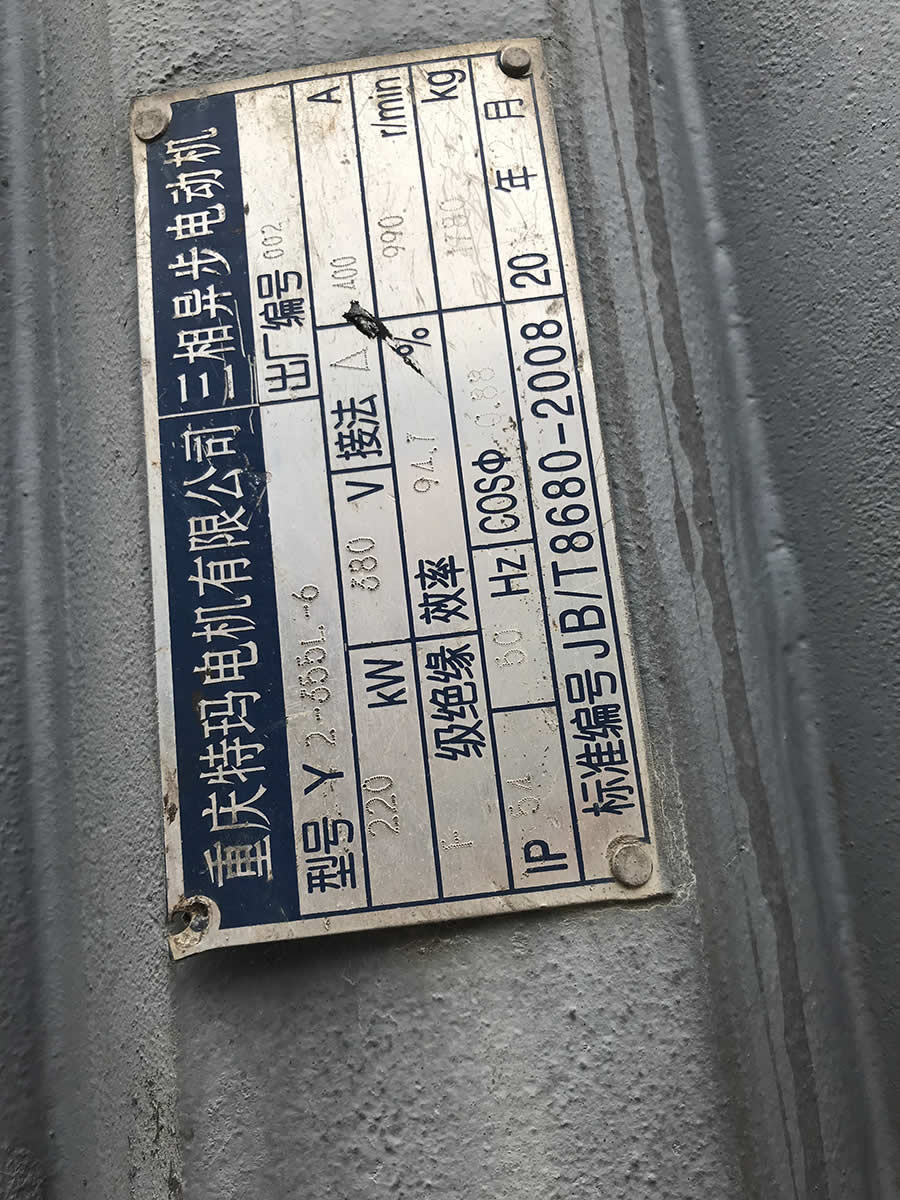 重庆特玛电机有限公司 三相异步电动机
型号 Y 2-355L-6 出厂编号 002
220 kW 380 V 接法 △ 400 A
F 级绝缘 效率 94.7 % 990 r/min
IP 54 50 Hz COSΦ 0.88 kg
标准编号 JB/T8680-2008 20 年 月